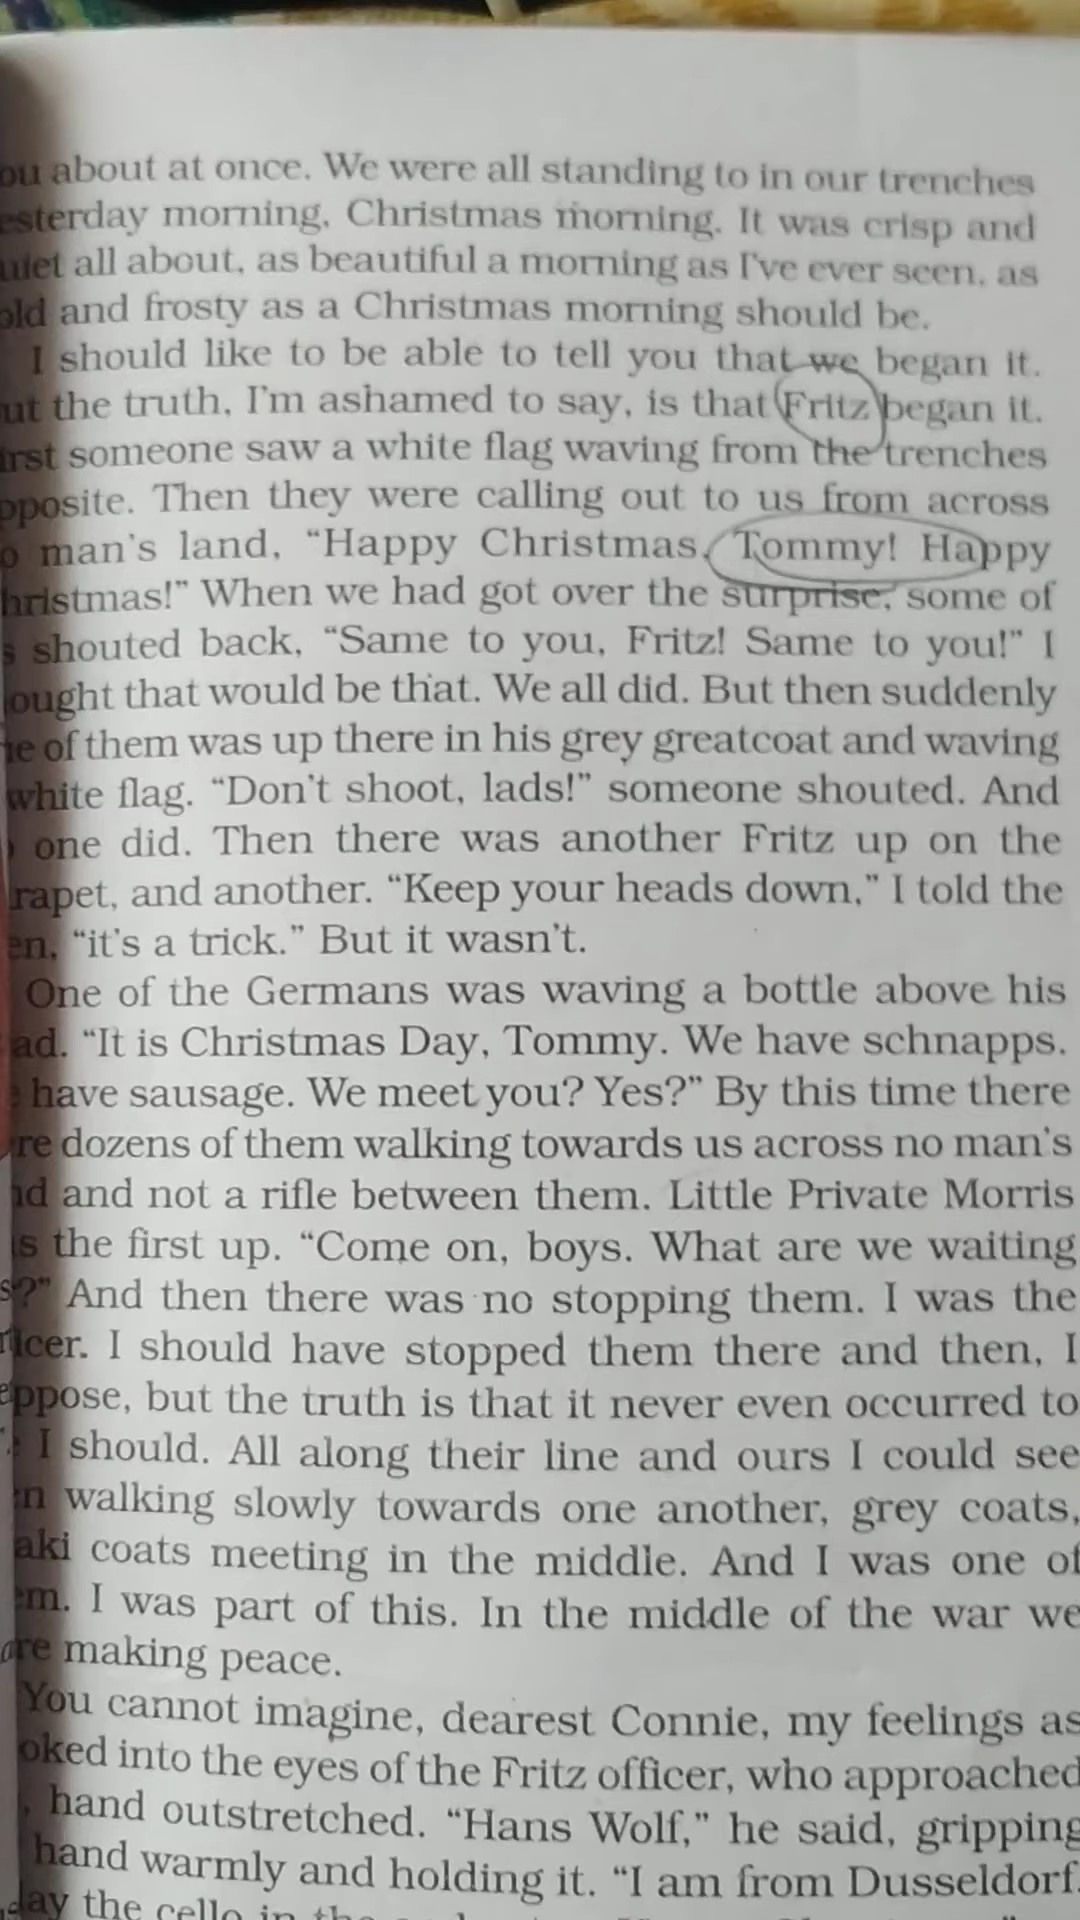 ou about at once. We were all standing to in our trenches
esterday morning, Christmas morning. It was crisp and
uiet all about, as beautiful a morning as I've ever seen, as
old and frosty as a Christmas morning should be.
I should like to be able to tell you that we began it.
ut the truth, I'm ashamed to say, is that Fritz began it.
irst someone saw a white flag waving from the trenches
pposite. Then they were calling out to us from across
o man's land, “Happy Christmas, Tommy! Happy
hristmas!” When we had got over the surprise, some of
s shouted back, “Same to you, Fritz! Same to you!” I
ought that would be that. We all did. But then suddenly
ne of them was up there in his grey greatcoat and waving
white flag. “Don't shoot, lads!” someone shouted. And
one did. Then there was another Fritz up on the
rapet, and another. “Keep your heads down,” I told the
en, “it's a trick.” But it wasn't.
One of the Germans was waving a bottle above his
ad. “It is Christmas Day, Tommy. We have schnapps.
e have sausage. We meet you? Yes?” By this time there
re dozens of them walking towards us across no man's
nd and not a rifle between them. Little Private Morris
s the first up. “Come on, boys. What are we waiting
?” And then there was no stopping them. I was the
icer. I should have stopped them there and then, I
ppose, but the truth is that it never even occurred to
e I should. All along their line and ours I could see
n walking slowly towards one another, grey coats,
aki coats meeting in the middle. And I was one of
em. I was part of this. In the middle of the war we
re making peace.
You cannot imagine, dearest Connie, my feelings as
oked into the eyes of the Fritz officer, who approached
, hand outstretched. “Hans Wolf,” he said, gripping
hand warmly and holding it. “I am from Dusseldorf.
lay the cello in the